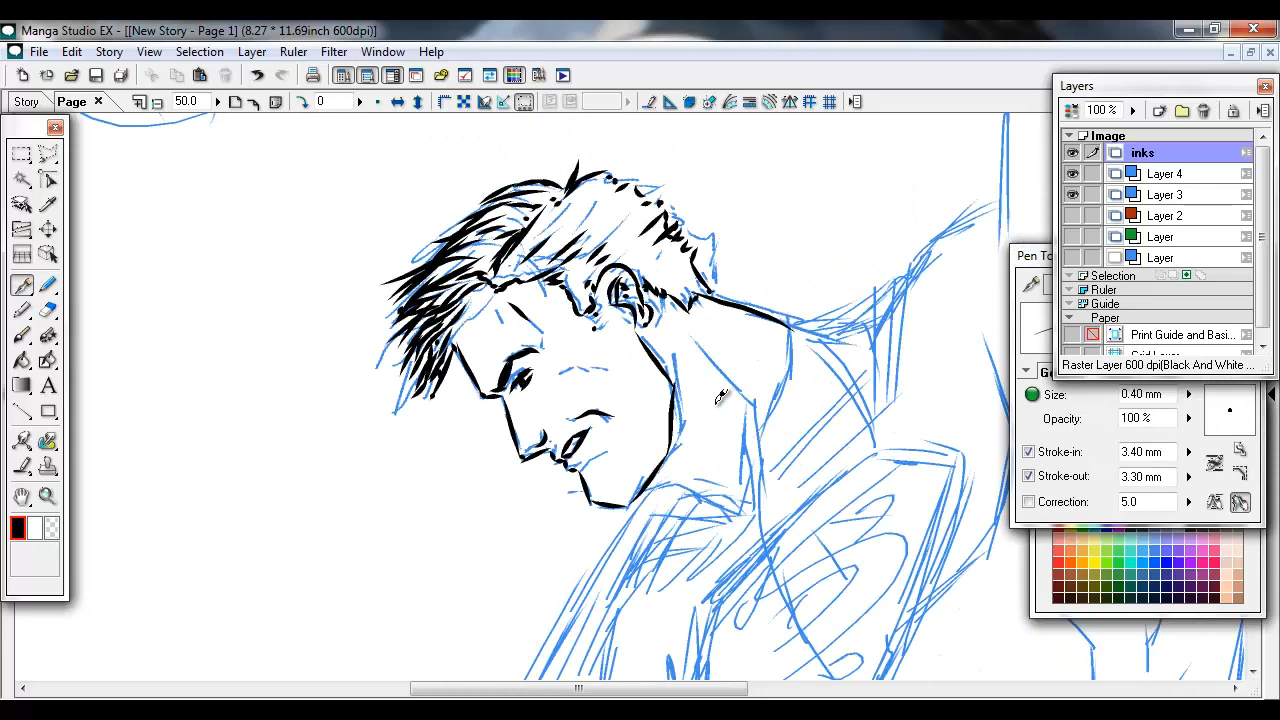 Manga Studio EX - [[New Story - Page 1] (8.27 * 11.69inch 600dpi)]
File Edit Story View Selection Layer Ruler Filter Window Help
Story Page 50.0 0
Layers
100 %
Image
inks
Layer 4
Layer 3
Layer 2
Layer
Layer
Selection
Ruler
Guide
Paper
Print Guide and Basi...
Raster Layer 600 dpi(Black And White ...
Pen To
Size: 0.40 mm
Opacity: 100 %
Stroke-in: 3.40 mm
Stroke-out: 3.30 mm
Correction: 5.0
A